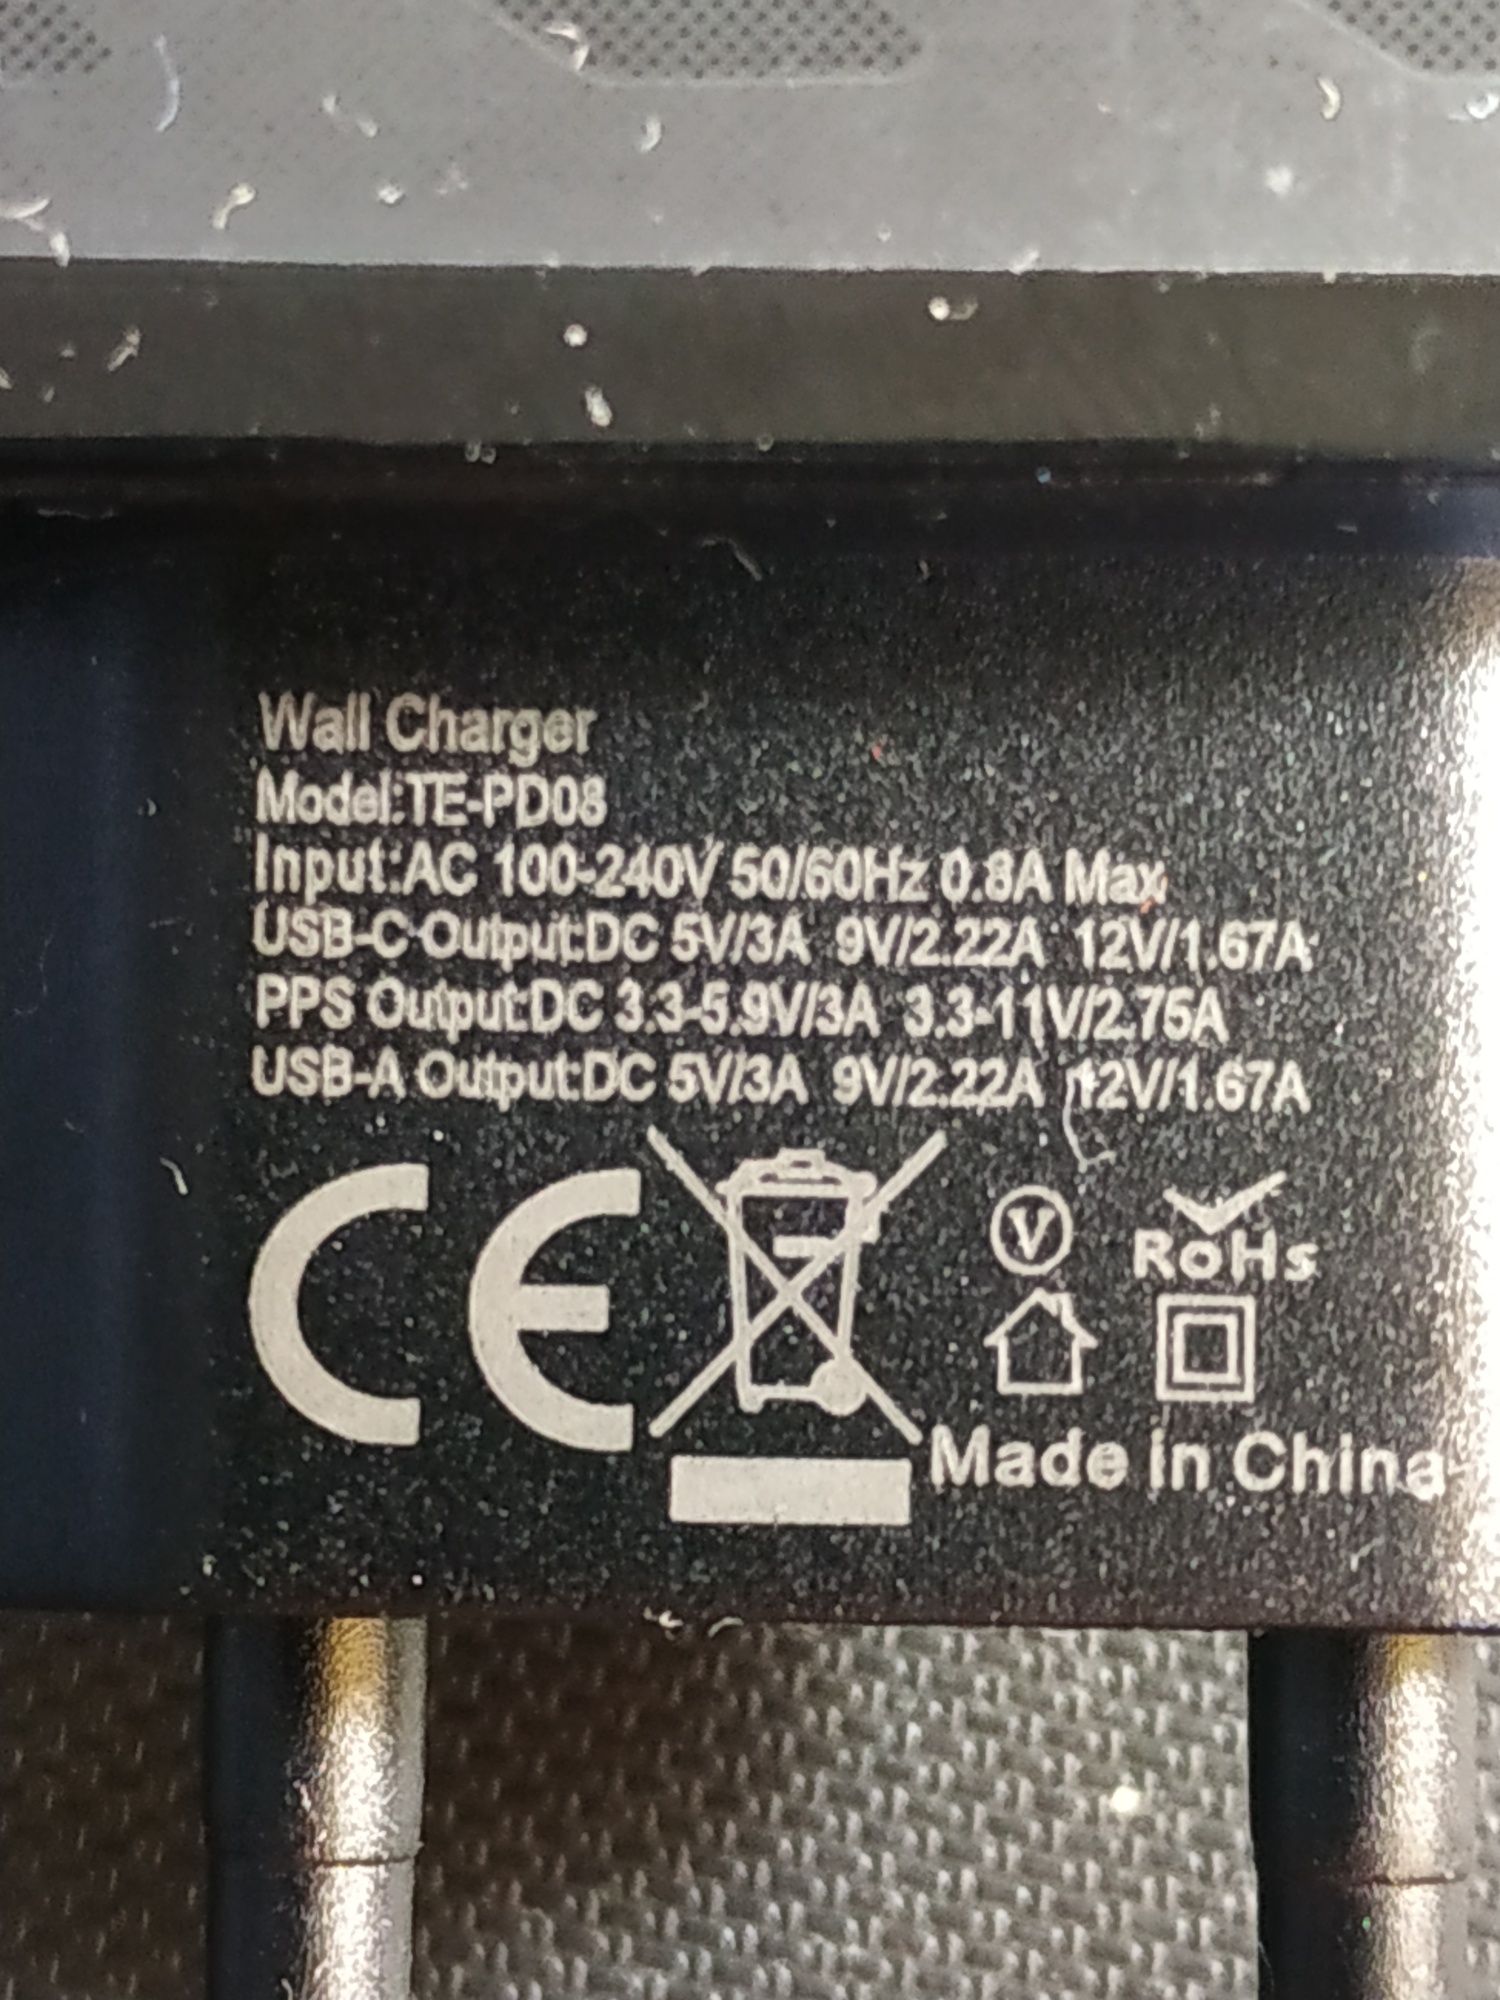 Wall Charger
Model:TE-PD08
Input:AC 100-240V 50/60Hz 0.8A Max
USB-C Output:DC 5V/3A 9V/2.22A 12V/1.67A
PPS Output:DC 3.3-5.9V/3A 3.3-11V/2.75A
USB-A Output:DC 5V/3A 9V/2.22A 12V/1.67A
CE
V
RoHs
Made in China